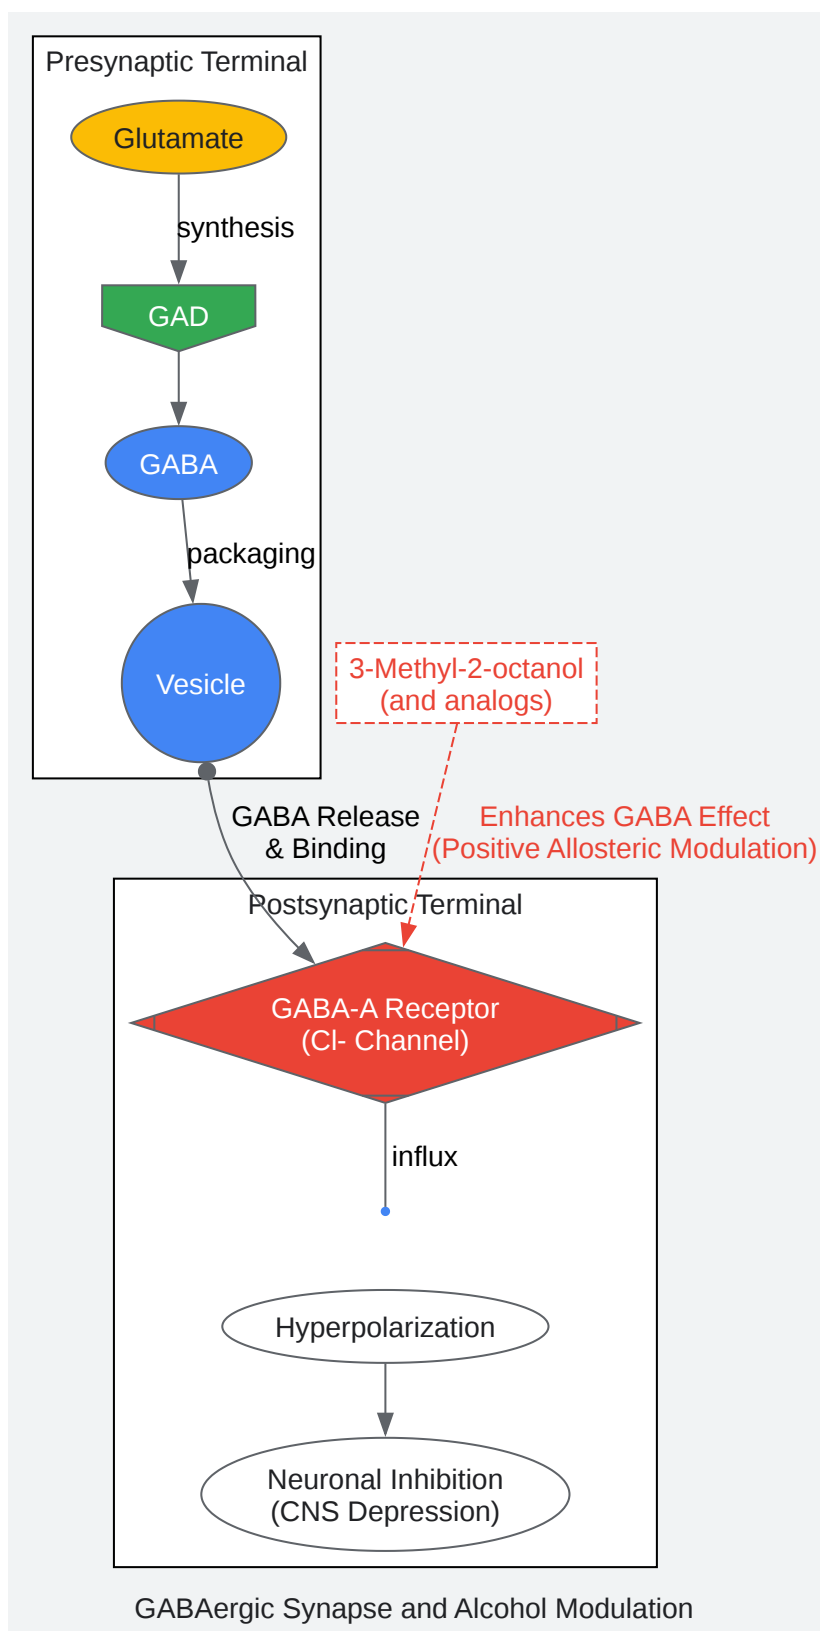 Presynaptic Terminal
Glutamate
synthesis
GAD
GABA
packaging
Vesicle
3-Methyl-2-octanol
(and analogs)
GABA Release
& Binding
Enhances GABA Effect
(Positive Allosteric Modulation)
Postsynaptic Terminal
GABA-A Receptor
(Cl- Channel)
influx
Hyperpolarization
Neuronal Inhibition
(CNS Depression)
GABAergic Synapse and Alcohol Modulation